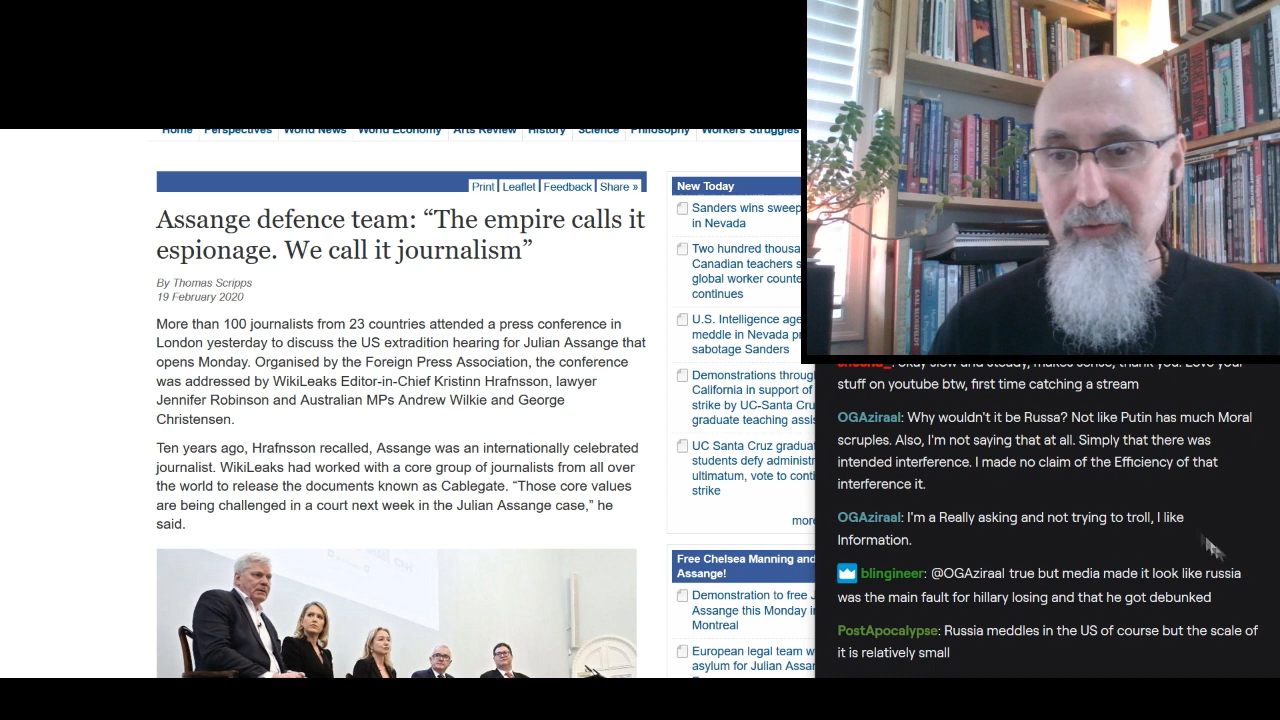 Home Perspectives World News World Economy Arts Review History Science Philosophy Workers Struggles
Print Leaflet Feedback Share »
Assange defence team: “The empire calls it
espionage. We call it journalism”
By Thomas Scripps
19 February 2020
More than 100 journalists from 23 countries attended a press conference in
London yesterday to discuss the US extradition hearing for Julian Assange that
opens Monday. Organised by the Foreign Press Association, the conference
was addressed by WikiLeaks Editor-in-Chief Kristinn Hrafnsson, lawyer
Jennifer Robinson and Australian MPs Andrew Wilkie and George
Christensen.
Ten years ago, Hrafnsson recalled, Assange was an internationally celebrated
journalist. WikiLeaks had worked with a core group of journalists from all over
the world to release the documents known as Cablegate. “Those core values
are being challenged in a court next week in the Julian Assange case,” he
said.
New Today
Sanders wins sweep
in Nevada
Two hundred thousa
Canadian teachers s
global worker counte
continues
U.S. Intelligence age
meddle in Nevada pr
sabotage Sanders
Demonstrations throug
California in support of
strike by UC-Santa Cru
graduate teaching assis
UC Santa Cruz graduat
students defy administr
ultimatum, vote to conti
strike
more
Free Chelsea Manning and
Assange!
Demonstration to free J
Assange this Monday in
Montreal
European legal team w
asylum for Julian Assan
Okay slow and steady, makes sense, thank you. Love your
stuff on youtube btw, first time catching a stream
OGAziraal: Why wouldn't it be Russa? Not like Putin has much Moral
scruples. Also, I'm not saying that at all. Simply that there was
intended interference. I made no claim of the Efficiency of that
interference it.
OGAziraal: I'm a Really asking and not trying to troll, I like
Information.
blingineer: @OGAziraal true but media made it look like russia
was the main fault for hillary losing and that he got debunked
PostApocalypse: Russia meddles in the US of course but the scale of
it is relatively small